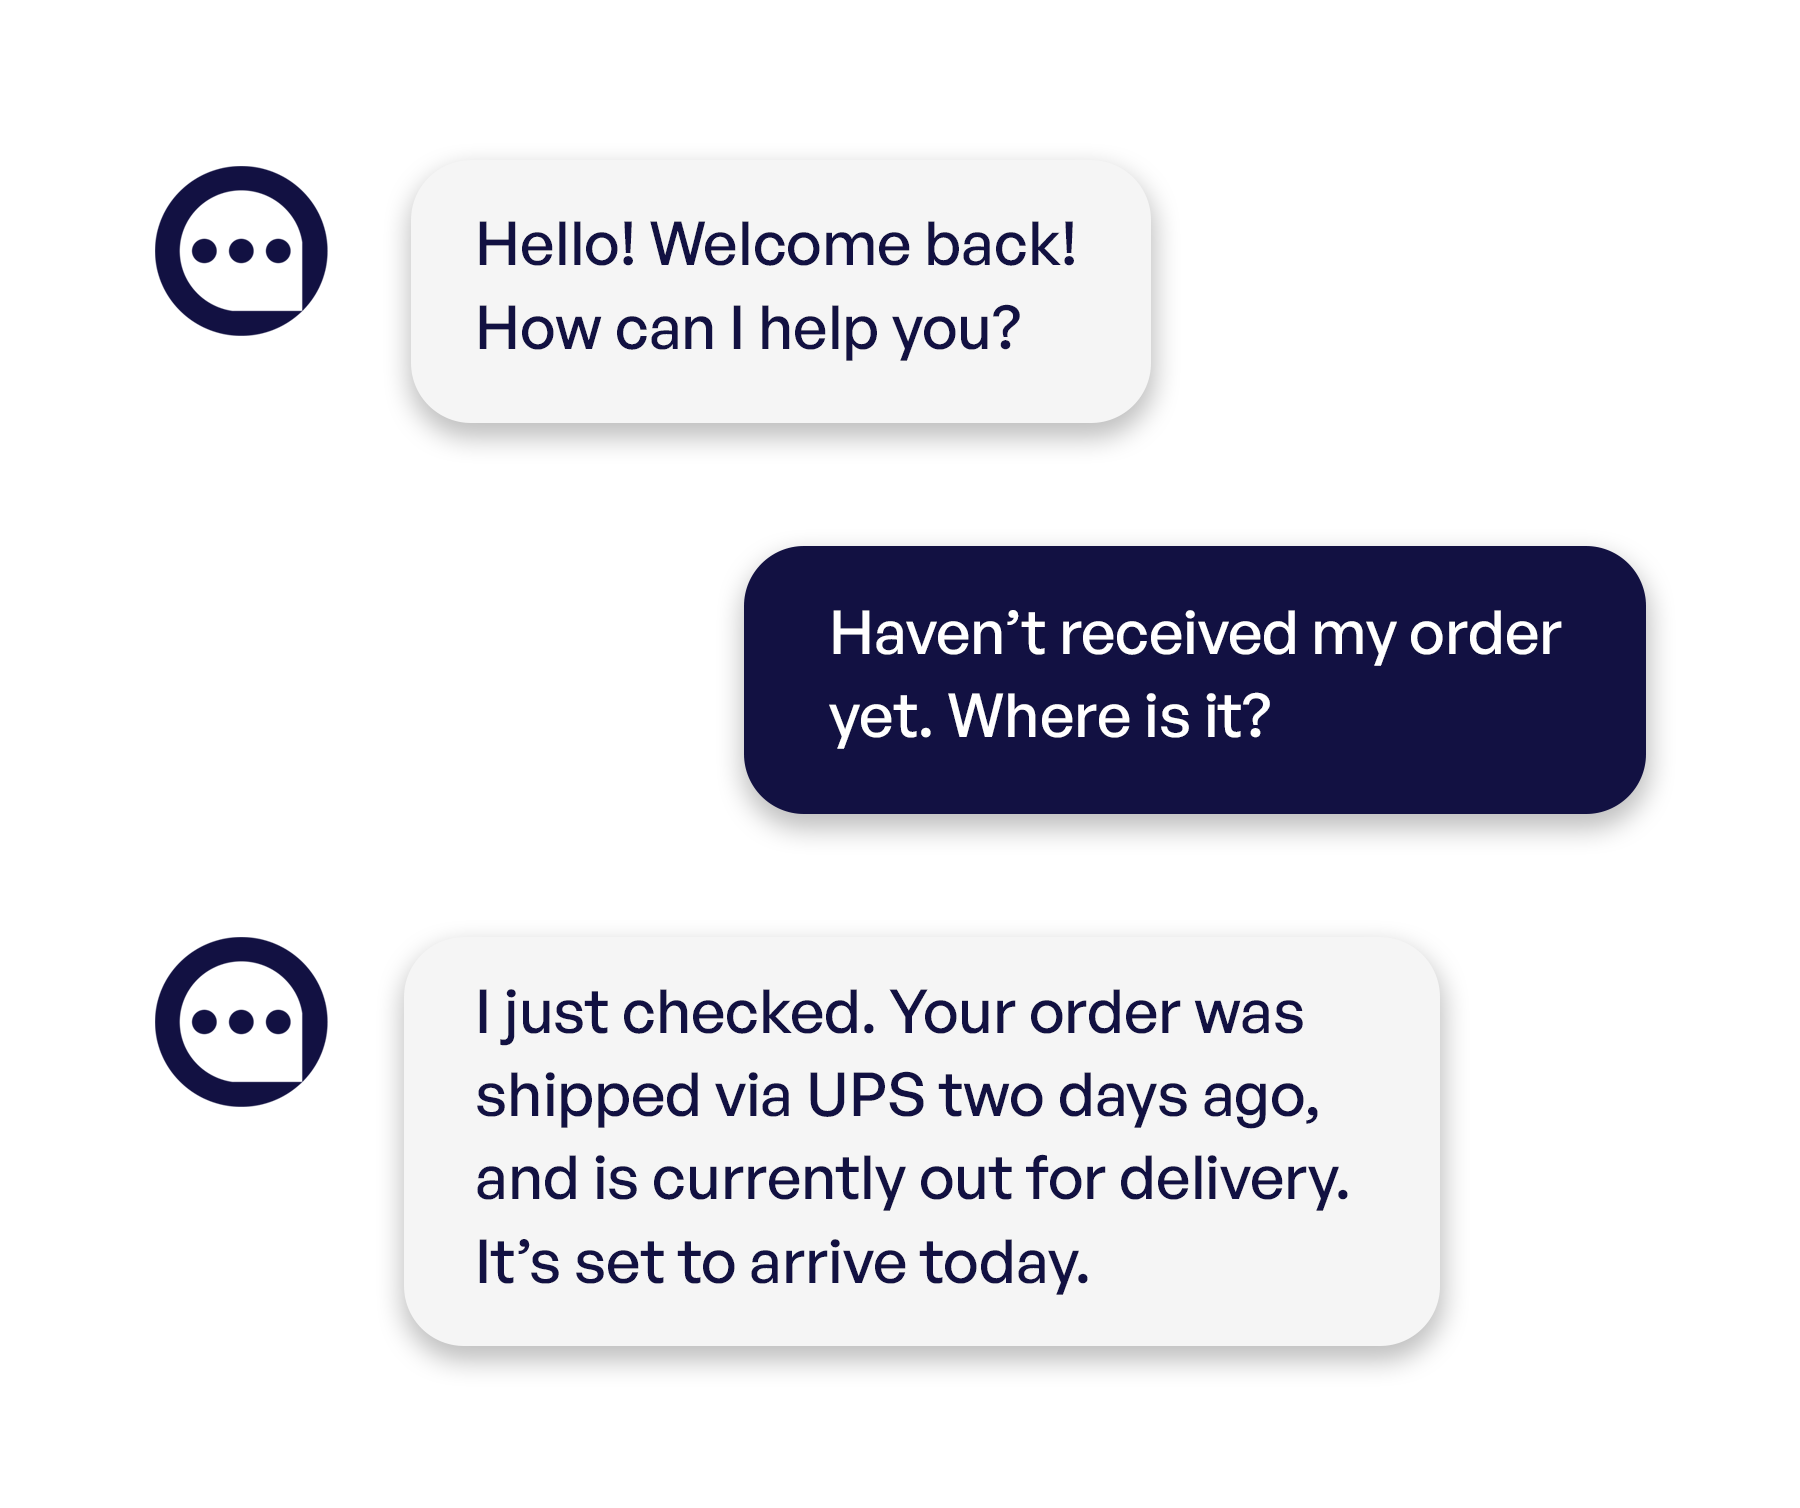 Hello! Welcome back!
How can I help you?
Haven’t received my order
yet. Where is it?
I just checked. Your order was
shipped via UPS two days ago,
and is currently out for delivery.
It’s set to arrive today.